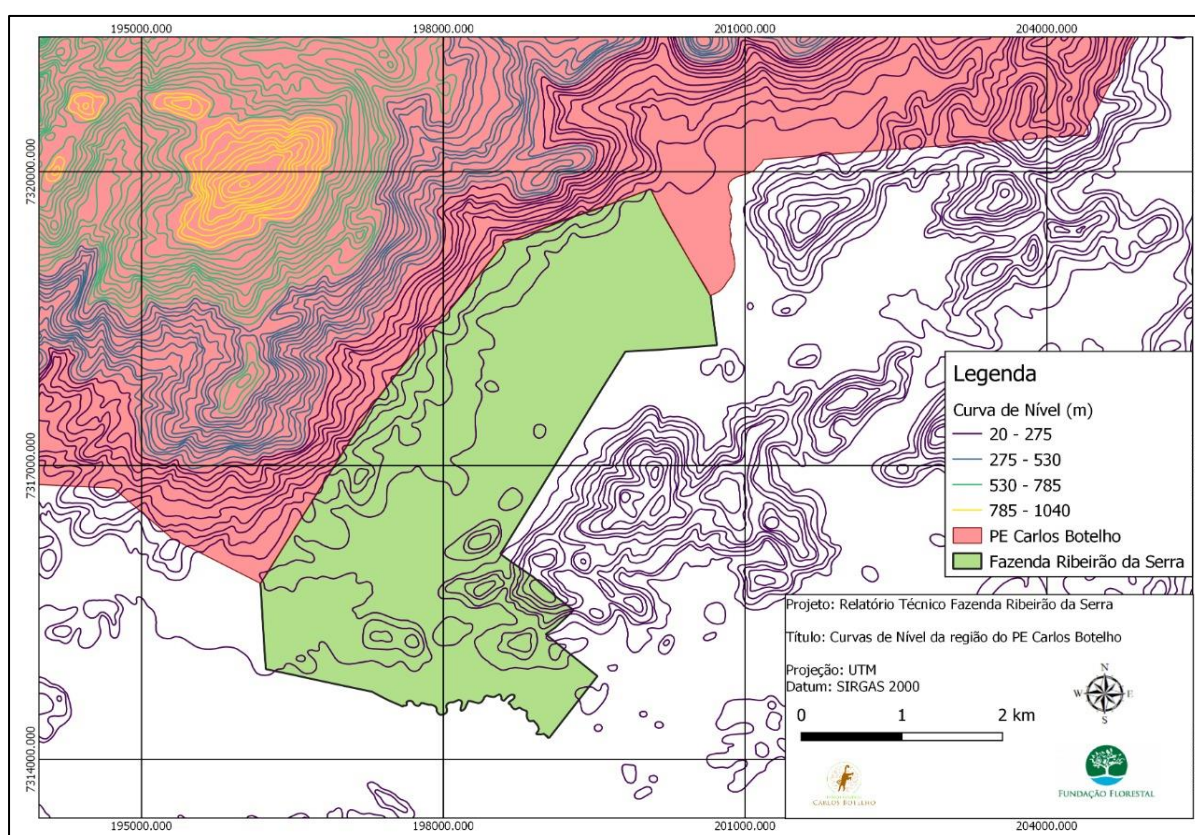 195000.000 198000.000 201000.000 204000.000
7320000.000
7317000.000
7314000.000
Legenda
Curva de Nível (m)
20 - 275
275 - 530
530 - 785
785 - 1040
PE Carlos Botelho
Fazenda Ribeirão da Serra
Projeto: Relatório Técnico Fazenda Ribeirão da Serra
Título: Curvas de Nível da região do PE Carlos Botelho
Projeção: UTM
Datum: SIRGAS 2000
N
W E
S
0 1 2 km
CARLOS BOTELHO
FUNDAÇÃO FLORESTAL
195000.000 198000.000 201000.000 204000.000